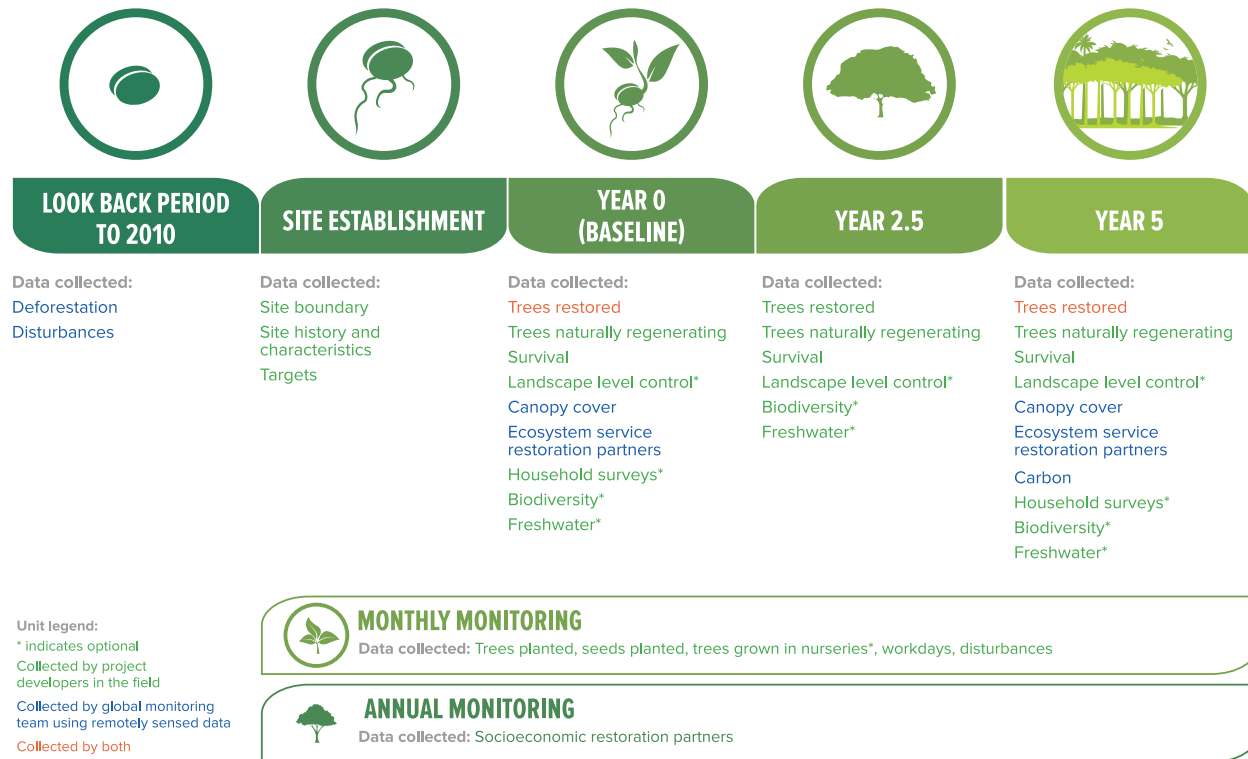 LOOK BACK PERIOD
TO 2010
Data collected:
Deforestation
Disturbances
SITE ESTABLISHMENT
Data collected:
Site boundary
Site history and
characteristics
Targets
YEAR 0
(BASELINE)
Data collected:
Trees restored
Trees naturally regenerating
Survival
Landscape level control*
Canopy cover
Ecosystem service
restoration partners
Household surveys*
Biodiversity*
Freshwater*
YEAR 2.5
Data collected:
Trees restored
Trees naturally regenerating
Survival
Landscape level control*
Biodiversity*
Freshwater*
YEAR 5
Data collected:
Trees restored
Trees naturally regenerating
Survival
Landscape level control*
Canopy cover
Ecosystem service
restoration partners
Carbon
Household surveys*
Biodiversity*
Freshwater*
Unit legend:
* indicates optional
Collected by project
developers in the field
Collected by global monitoring
team using remotely sensed data
Collected by both
MONTHLY MONITORING
Data collected: Trees planted, seeds planted, trees grown in nurseries*, workdays, disturbances
ANNUAL MONITORING
Data collected: Socioeconomic restoration partners